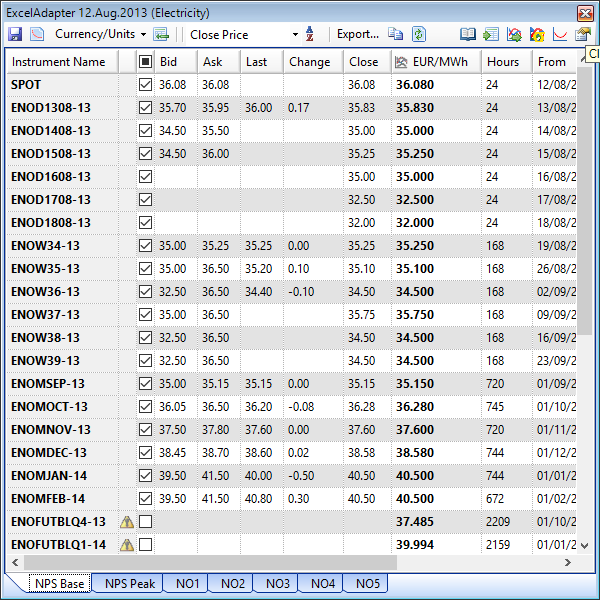 ExcelAdapter 12.Aug.2013 (Electricity)
Currency/Units Close Price A Z Export...
Cl
Instrument Name Bid Ask Last Change Close EUR/MWh Hours From
SPOT 36.08 36.08 36.08 36.080 24 12/08/2
ENOD1308-13 35.70 35.95 36.00 0.17 35.83 35.830 24 13/08/2
ENOD1408-13 34.50 35.50 35.00 35.000 24 14/08/2
ENOD1508-13 34.50 36.00 35.25 35.250 24 15/08/2
ENOD1608-13 35.00 35.000 24 16/08/2
ENOD1708-13 32.50 32.500 24 17/08/2
ENOD1808-13 32.00 32.000 24 18/08/2
ENOW34-13 35.00 35.25 35.25 0.00 35.25 35.250 168 19/08/2
ENOW35-13 35.00 36.50 35.20 0.10 35.10 35.100 168 26/08/2
ENOW36-13 32.50 36.50 34.40 -0.10 34.50 34.500 168 02/09/2
ENOW37-13 35.00 36.50 35.75 35.750 168 09/09/2
ENOW38-13 32.50 36.50 34.50 34.500 168 16/09/2
ENOW39-13 32.50 36.50 34.50 34.500 168 23/09/2
ENOMSEP-13 35.00 35.15 35.15 0.00 35.15 35.150 720 01/09/2
ENOMOCT-13 36.05 36.50 36.20 -0.08 36.28 36.280 745 01/10/2
ENOMNOV-13 37.50 37.80 37.60 0.00 37.60 37.600 720 01/11/2
ENOMDEC-13 38.45 38.70 38.60 0.02 38.58 38.580 744 01/12/2
ENOMJAN-14 39.50 41.50 40.00 -0.50 40.50 40.500 744 01/01/2
ENOMFEB-14 39.50 41.50 40.80 0.30 40.50 40.500 672 01/02/2
ENOFUTBLQ4-13 37.485 2209 01/10/2
ENOFUTBLQ1-14 39.994 2159 01/01/2
NPS Base NPS Peak NO1 NO2 NO3 NO4 NO5